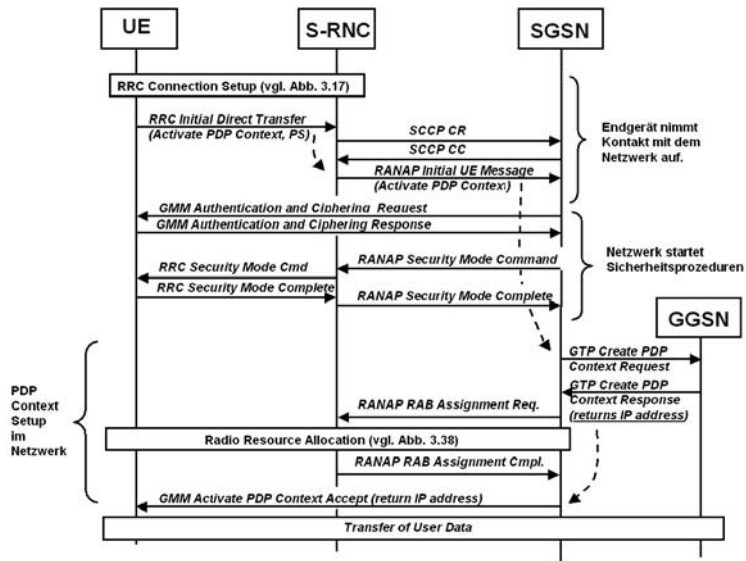 UE
S-RNC
SGSN
RRC Connection Setup (vgl. Abb. 3.17)
RRC Initial Direct Transfer
(Activate PDP Context, PS)
SCCP CR
SCCP CC
RANAP Initial UE Message
(Activate PDP Context)
Endgerät nimmt
Kontakt mit dem
Netzwerk auf.
GMM Authentication and Ciphering Request
GMM Authentication and Ciphering Response
RANAP Security Mode Command
RRC Security Mode Cmd
RRC Security Mode Complete
RANAP Security Mode Complete
Netzwerk startet
Sicherheitsprozeduren
GGSN
GTP Create PDP
Context Request
GTP Create PDP
Context Response
(returns IP address)
PDP
Context
Setup
im
Netzwerk
RANAP RAB Assignment Req.
Radio Resource Allocation (vgl. Abb. 3.38)
RANAP RAB Assignment Cmpl.
GMM Activate PDP Context Accept (return IP address)
Transfer of User Data